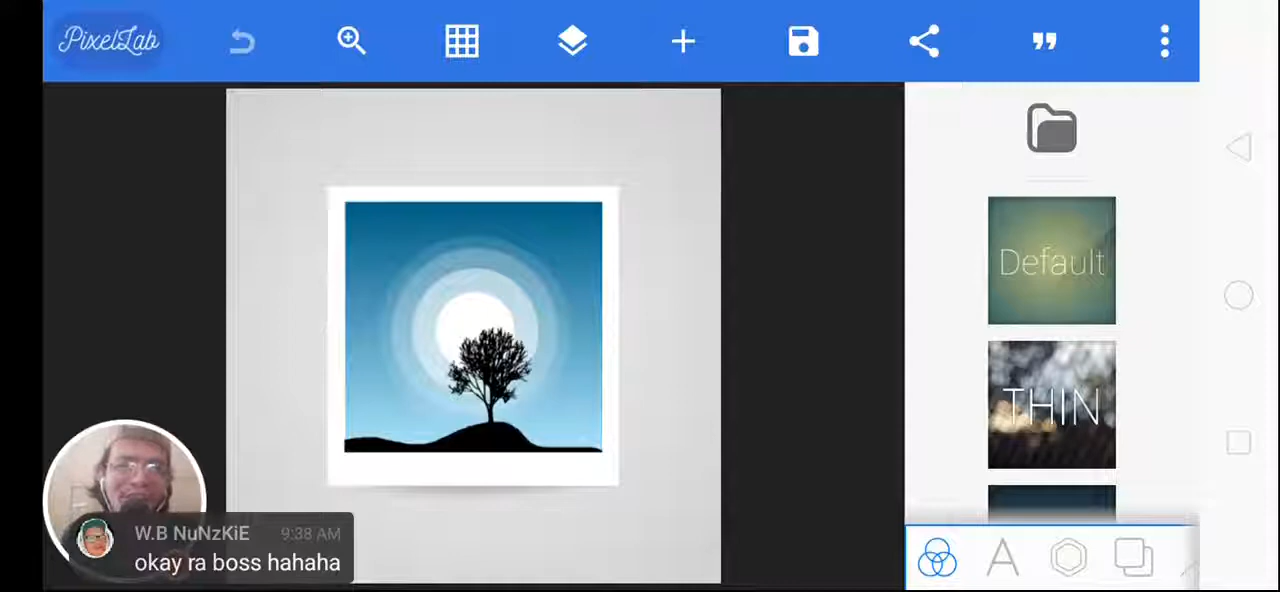 PixelLab
Default
THIN
W.B NuNzKiE 9:38 AM
okay ra boss hahaha